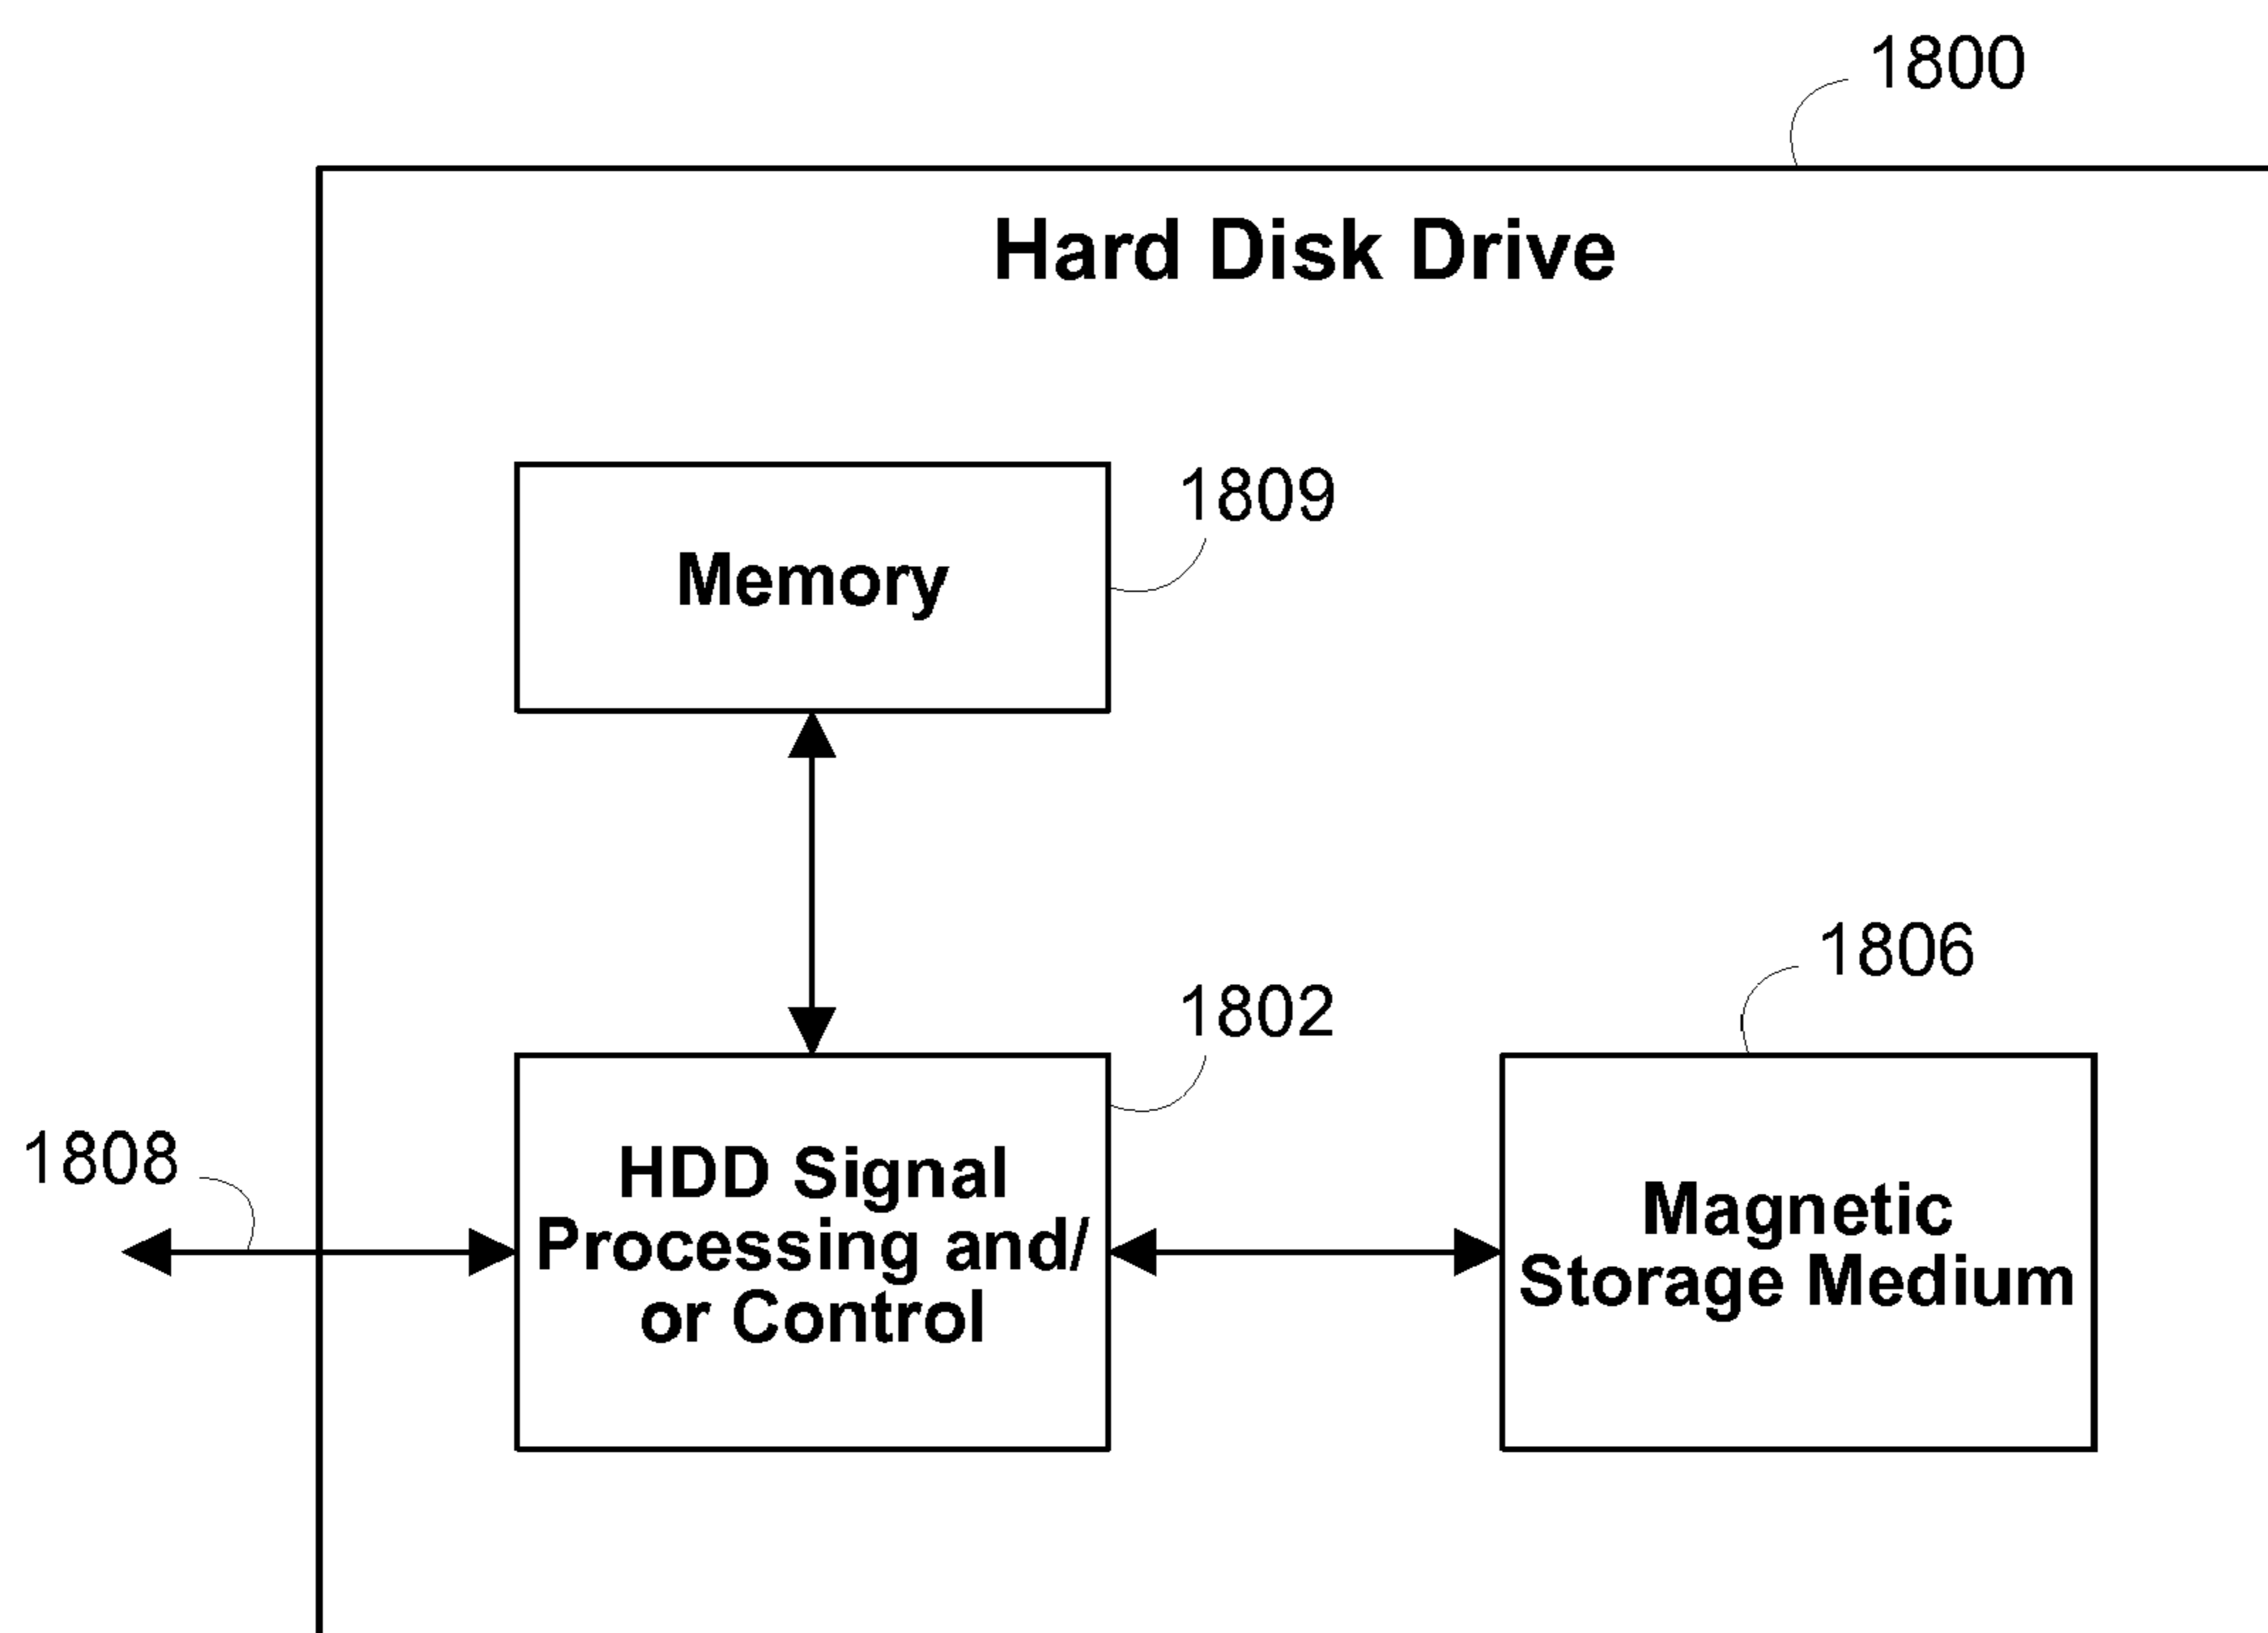 1800
Hard Disk Drive
1809
Memory
1806
1802
1808
HDD Signal
Processing and/
or Control
Magnetic
Storage Medium